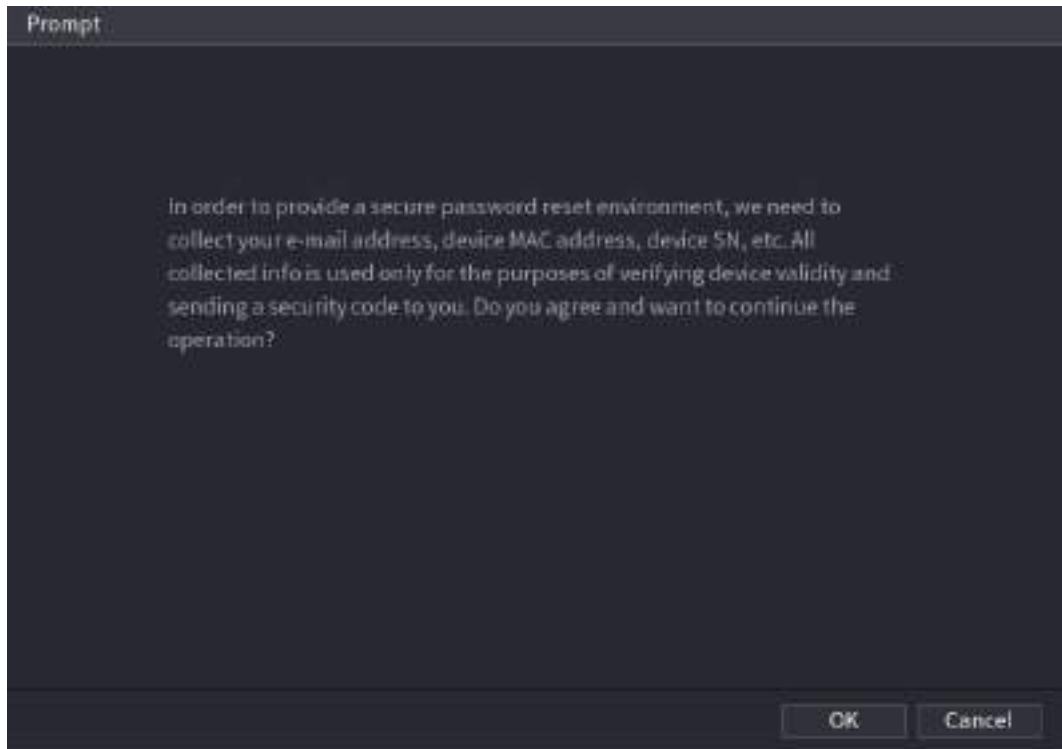 Prompt
In order to provide a secure password reset environment, we need to
collect your e-mail address, device MAC address, device SN, etc. All
collected info is used only for the purposes of verifying device validity and
sending a security code to you. Do you agree and want to continue the
operation?
OK Cancel